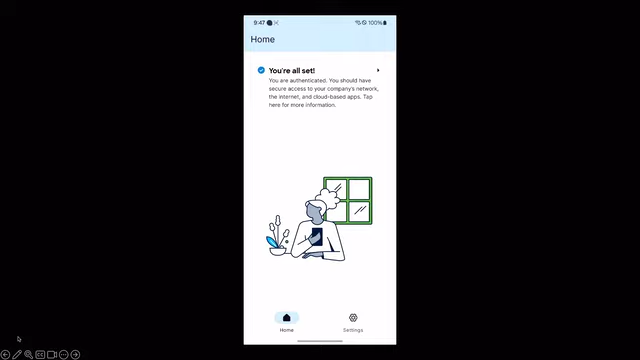 9:47
100%
Home
You're all set!
You are authenticated. You should have
secure access to your company's network,
the internet, and cloud-based apps. Tap
here for more information.
Home
Settings